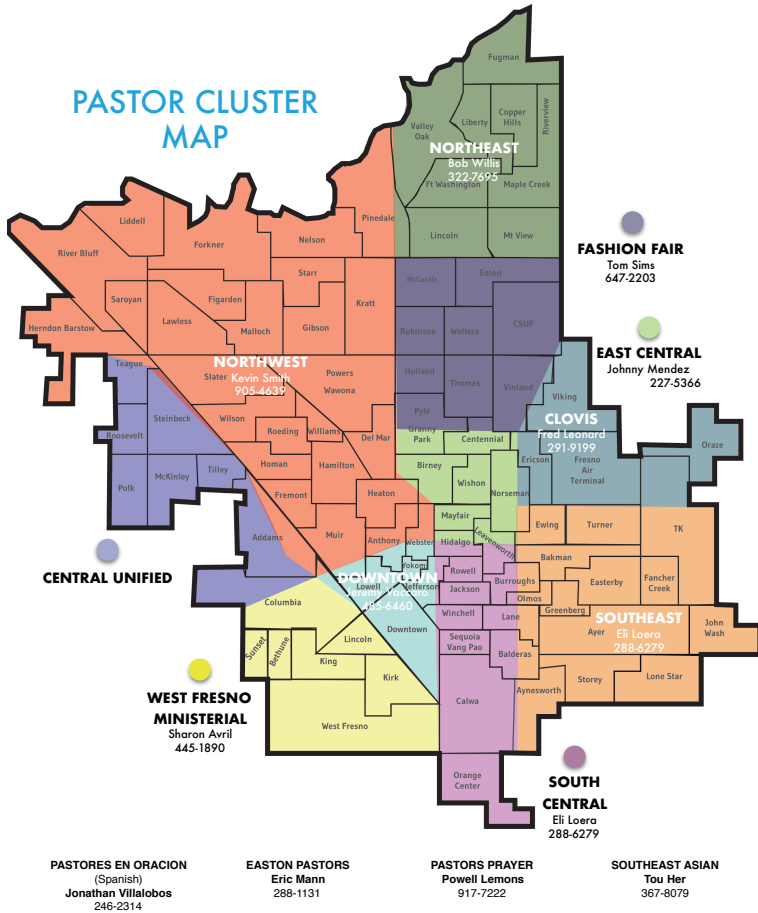 PASTOR CLUSTER
MAP
Fugman
Copper
Hills
Riverview
Liberty
Valley
Oak
NORTHEAST
Bob Willis
322-7695
Ft Washington
Maple Creek
Lincoln
Mt View
Pinedale
Liddell
River Bluff
Forkner
Nelson
Starr
Saroyan
Figarden
Kratt
Lawless
Malloch
Gibson
Herndon Barstow
NORTHWEST
Kevin Smith
905-4639
Slater
Powers
Wawona
Wilson
Roeding
Williams
Del Mar
Homan
Hamilton
Fremont
Heaton
Muir
Anthony
Webster
McCardle
Eaton
Robinson
Wolters
CSUF
Holland
Thomas
Vinland
Pyle
FASHION FAIR
Tom Sims
647-2203
EAST CENTRAL
Johnny Mendez
227-5366
Viking
CLOVIS
Fred Leonard
291-9199
Oraze
Ericson
Fresno
Air
Terminal
Granny
Park
Centennial
Birney
Wishon
Norseman
Mayfair
Leavenworth
Hidalgo
Teague
Steinbeck
Roosevelt
Polk
McKinley
Tilley
Addams
CENTRAL UNIFIED
Ewing
Turner
TK
Bakman
Easterby
Fancher
Creek
Greenberg
SOUTHEAST
Eli Loera
288-6279
Ayer
John
Wash
Storey
Lone Star
Aynesworth
Yokomi
DOWNTOWN
Jeremy Vaccaro
485-6460
Lowell
Jefferson
Downtown
Rowell
Burroughs
Jackson
Olmos
Winchell
Lane
Sequoia
Vang Pao
Balderas
Calwa
Orange
Center
Columbia
Sunset
Bethune
Lincoln
King
Kirk
West Fresno
WEST FRESNO
MINISTERIAL
Sharon Avril
445-1890
SOUTH
CENTRAL
Eli Loera
288-6279
PASTORES EN ORACION
(Spanish)
Jonathan Villalobos
246-2314
EASTON PASTORS
Eric Mann
288-1131
PASTORS PRAYER
Powell Lemons
917-7222
SOUTHEAST ASIAN
Tou Her
367-8079